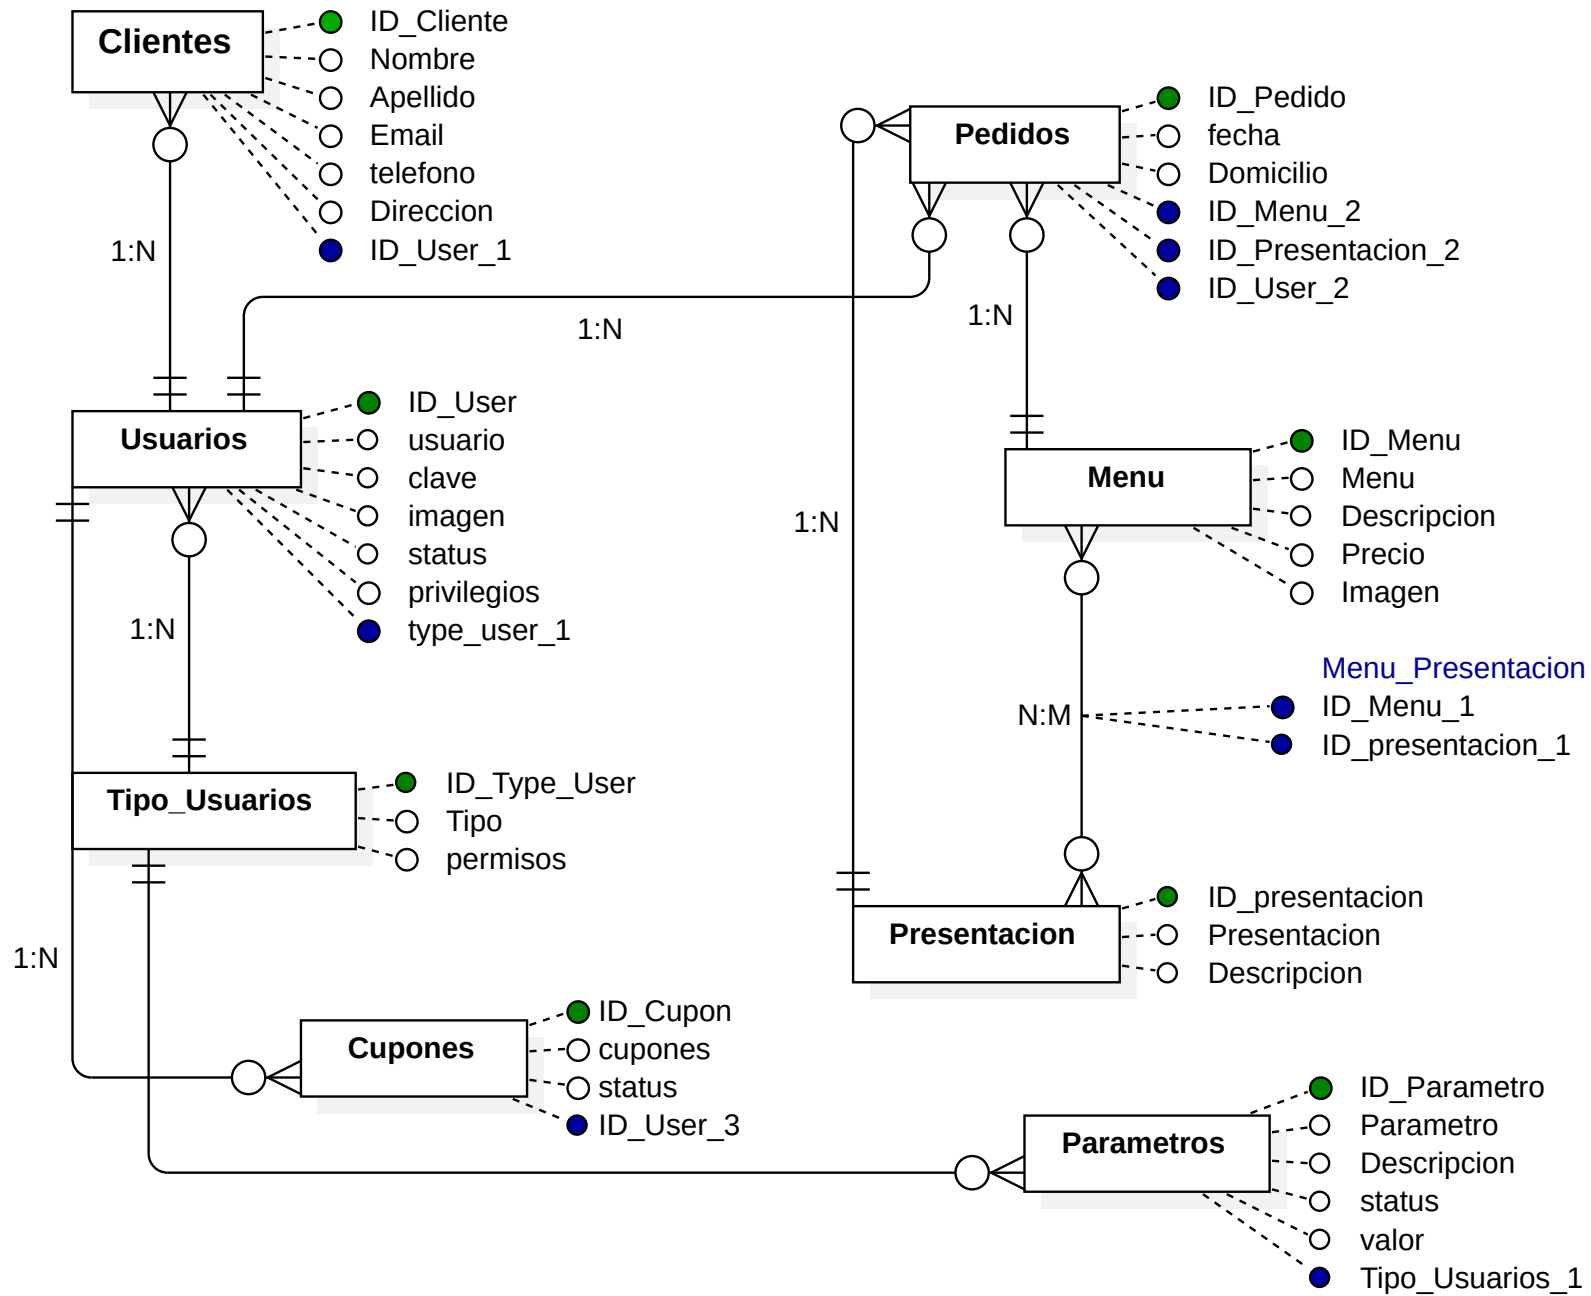 Clientes
ID_Cliente
Nombre
Apellido
Email
telefono
Direccion
ID_User_1
Pedidos
ID_Pedido
fecha
Domicilio
ID_Menu_2
ID_Presentacion_2
ID_User_2
1:N
1:N
1:N
Usuarios
ID_User
usuario
clave
imagen
status
privilegios
type_user_1
Menu
ID_Menu
Menu
Descripcion
Precio
Imagen
1:N
1:N
Menu_Presentacion
N:M
ID_Menu_1
ID_presentacion_1
Tipo_Usuarios
ID_Type_User
Tipo
permisos
Presentacion
ID_presentacion
Presentacion
Descripcion
1:N
Cupones
ID_Cupon
cupones
status
ID_User_3
Parametros
ID_Parametro
Parametro
Descripcion
status
valor
Tipo_Usuarios_1